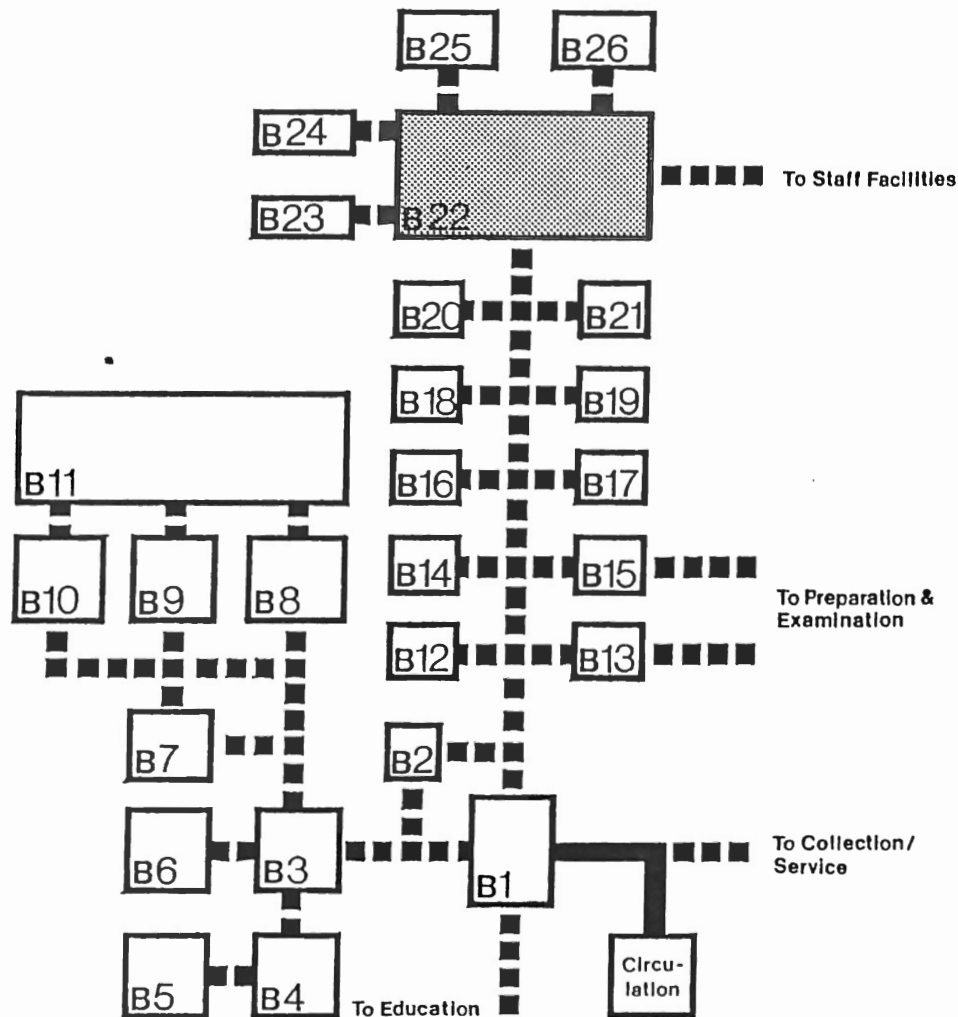 B25
B26
B24
To Staff Facilities
B23
B22
B20
B21
B18
B19
B11
B16
B17
B10
B9
B8
B14
B15
To Preparation &
Examination
B12
B13
B7
B2
To Collection/
Service
B6
B3
B1
Circu-
lation
B5
B4
To Education